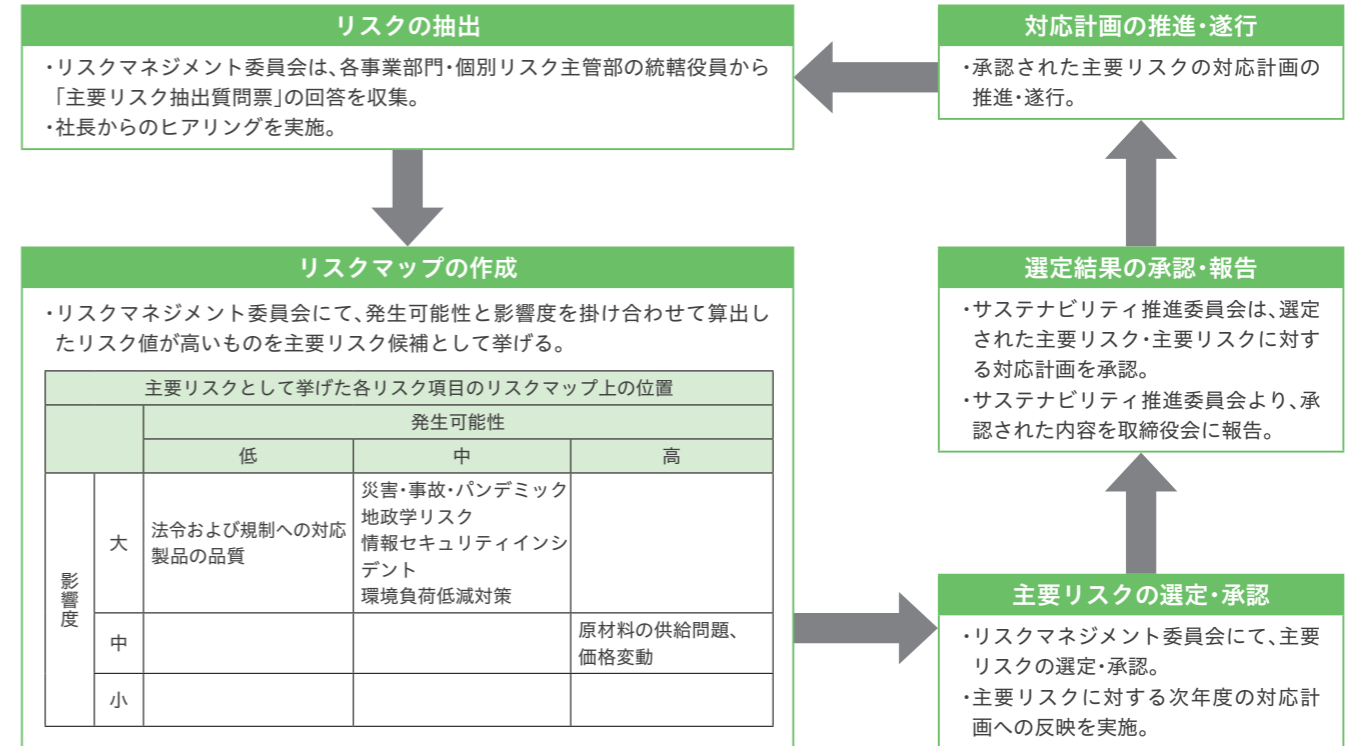 リスクの抽出
・リスクマネジメント委員会は、各事業部門・個別リスク主管部の統轄役員から
「主要リスク抽出質問票」の回答を収集。
・社長からのヒアリングを実施。
リスクマップの作成
・リスクマネジメント委員会にて、発生可能性と影響度を掛け合わせて算出し
たリスク値が高いものを主要リスク候補として挙げる。
主要リスクとして挙げた各リスク項目のリスクマップ上の位置
発生可能性
低
中
高
影響度
大
法令および規制への対応
製品の品質
災害・事故・パンデミック
地政学リスク
情報セキュリティインシ
デント
環境負荷低減対策
中
原材料の供給問題、
価格変動
小
主要リスクの選定・承認
・リスクマネジメント委員会にて、主要
リスクの選定・承認。
・主要リスクに対する次年度の対応計
画への反映を実施。
選定結果の承認・報告
・サステナビリティ推進委員会は、選定
された主要リスク・主要リスクに対す
る対応計画を承認。
・サステナビリティ推進委員会より、承
認された内容を取締役会に報告。
対応計画の推進・遂行
・承認された主要リスクの対応計画の
推進・遂行。